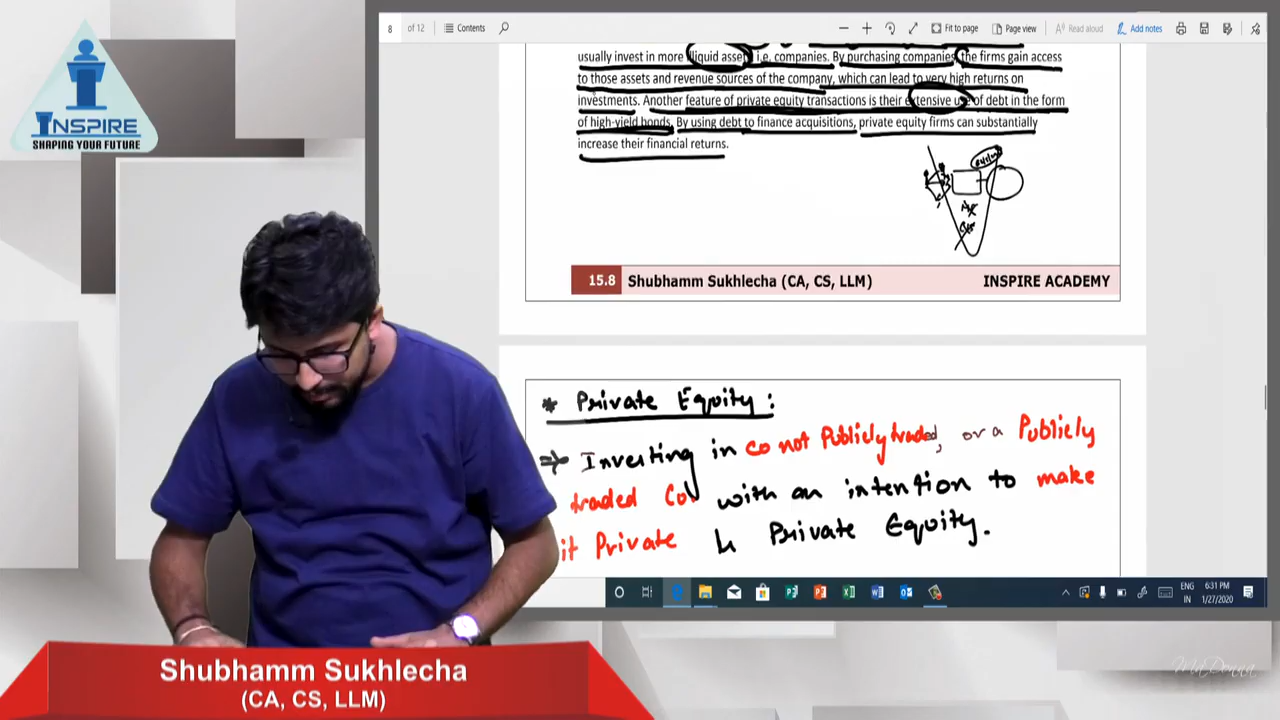 8 of 12 Contents Fit to page Page view Read aloud Add notes
INSPIRE
SHAPING YOUR FUTURE
usually invest in more illiquid asset i.e. companies. By purchasing companies the firms gain access
to those assets and revenue sources of the company, which can lead to very high returns on
investments. Another feature of private equity transactions is their extensive use of debt in the form
of high-yield bonds. By using debt to finance acquisitions, private equity firms can substantially
increase their financial returns.
15.8 Shubhamm Sukhlecha (CA, CS, LLM) INSPIRE ACADEMY
* Private Equity :
⇒ Investing in co not Publicly traded, or a Publicly
traded Co. with an intention to make
it Private is Private Equity.
ENG
IN
6:31 PM
1/27/2020
Shubhamm Sukhlecha
(CA, CS, LLM)
MaDonna